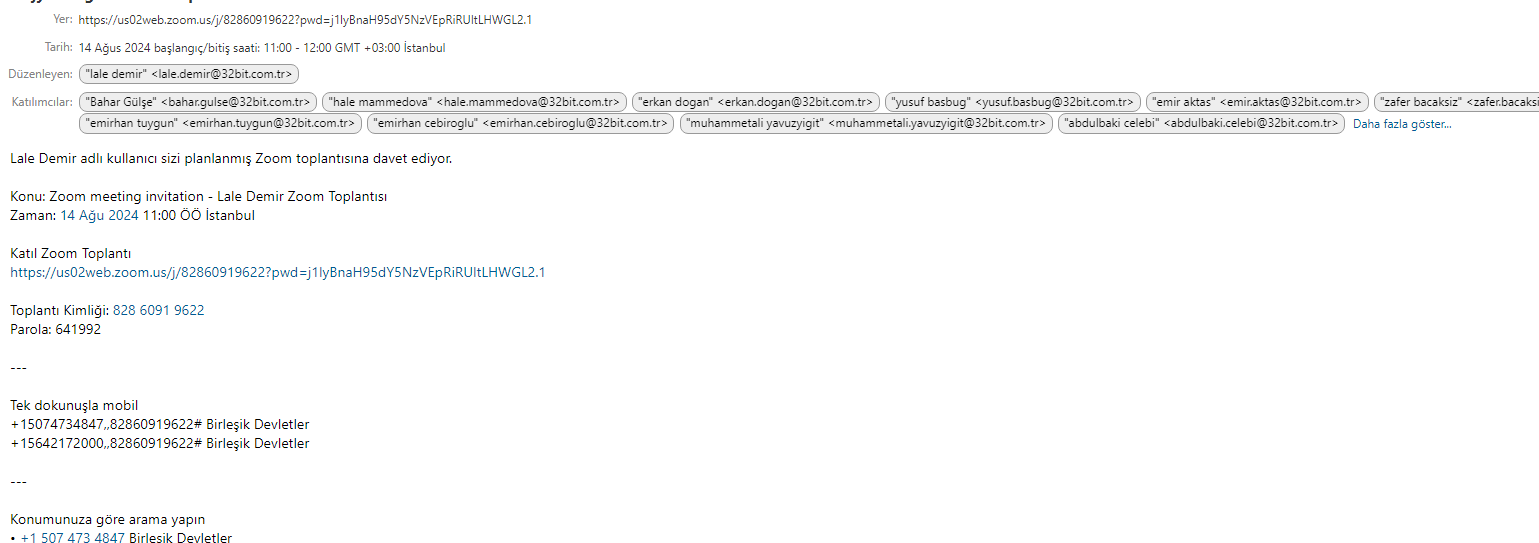 Yer: https://us02web.zoom.us/j/82860919622?pwd=j1lyBnaH95dY5NzVEpRiRUltLHWGL2.1
Tarih: 14 Ağus 2024 başlangıç/bitiş saati: 11:00 - 12:00 GMT +03:00 İstanbul
Düzenleyen: "lale demir" <lale.demir@32bit.com.tr>
Katılımcılar: "Bahar Gülşe" <bahar.gulse@32bit.com.tr> "hale mammedova" <hale.mammedova@32bit.com.tr> "erkan dogan" <erkan.dogan@32bit.com.tr> "yusuf basbug" <yusuf.basbug@32bit.com.tr> "emir aktas" <emir.aktas@32bit.com.tr> "zafer bacaksiz" <zafer.bacaksi
"emirhan tuygun" <emirhan.tuygun@32bit.com.tr> "emirhan cebiroglu" <emirhan.cebiroglu@32bit.com.tr> "muhammetali yavuzyigit" <muhammetali.yavuzyigit@32bit.com.tr> "abdulbaki celebi" <abdulbaki.celebi@32bit.com.tr> Daha fazla göster...
Lale Demir adlı kullanıcı sizi planlanmış Zoom toplantısına davet ediyor.
Konu: Zoom meeting invitation - Lale Demir Zoom Toplantısı
Zaman: 14 Ağu 2024 11:00 ÖÖ İstanbul
Katıl Zoom Toplantı
https://us02web.zoom.us/j/82860919622?pwd=j1lyBnaH95dY5NzVEpRiRUltLHWGL2.1
Toplantı Kimliği: 828 6091 9622
Parola: 641992
---
Tek dokunuşla mobil
+15074734847,,82860919622# Birleşik Devletler
+15642172000,,82860919622# Birleşik Devletler
---
Konumunuza göre arama yapın
• +1 507 473 4847 Birleşik Devletler